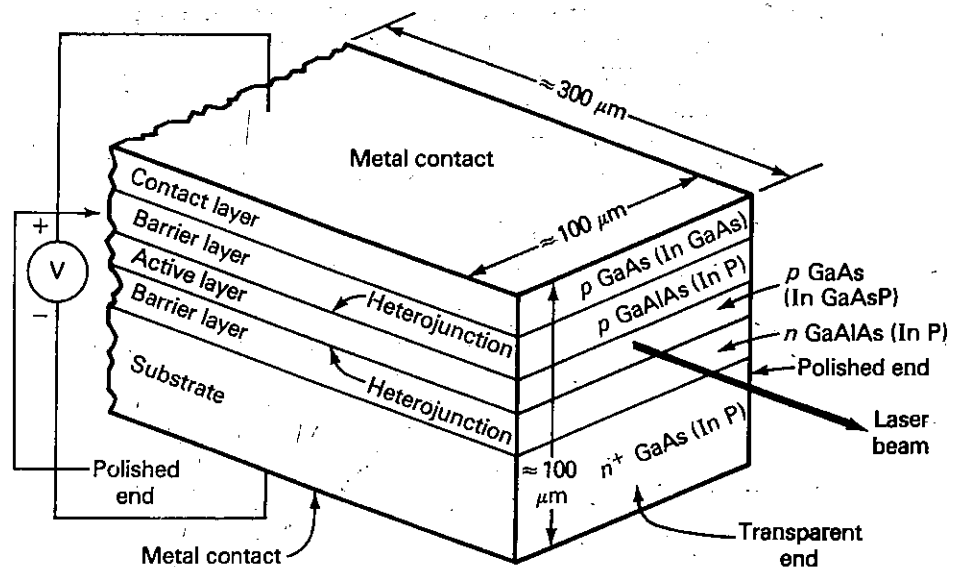 ≈ 300 μm
Metal contact
≈ 100 μm
Contact layer
Barrier layer
Active layer
Barrier layer
Substrate
Heterojunction
Heterojunction
p GaAs (In GaAs)
p GaAlAs (In P)
p GaAs
(In GaAsP)
n GaAlAs (In P)
Polished end
Laser
beam
n+ GaAs (In P)
≈ 100
μm
+
V
−
Polished
end
Metal contact
Transparent
end